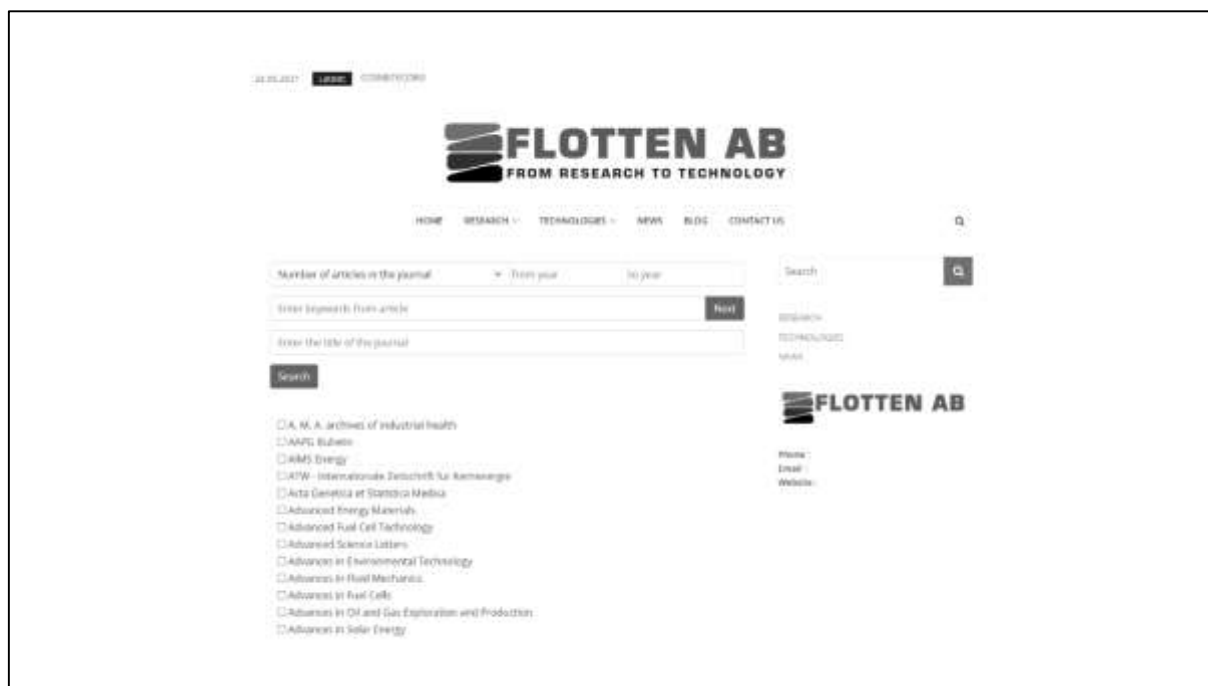 Latest
FLOTTEN AB
FROM RESEARCH TO TECHNOLOGY
HOME RESEARCH TECHNOLOGIES NEWS BLOG CONTACT US
Number of articles in the journal From year to year
Search
Enter keywords from article Next
Enter the title of the journal
Search
RESEARCH
TECHNOLOGIES
NEWS
FLOTTEN AB
Phone :
Email :
Website:
A. M. A. archives of industrial health
AAPG Bulletin
AIMS Energy
ATW - Internationale Zeitschrift fur Kernenergie
Acta Genetica et Statistica Medica
Advanced Energy Materials
Advanced Fuel Cell Technology
Advanced Science Letters
Advances in Environmental Technology
Advances in Fluid Mechanics
Advances in Fuel Cells
Advances in Oil and Gas Exploration and Production
Advances in Solar Energy